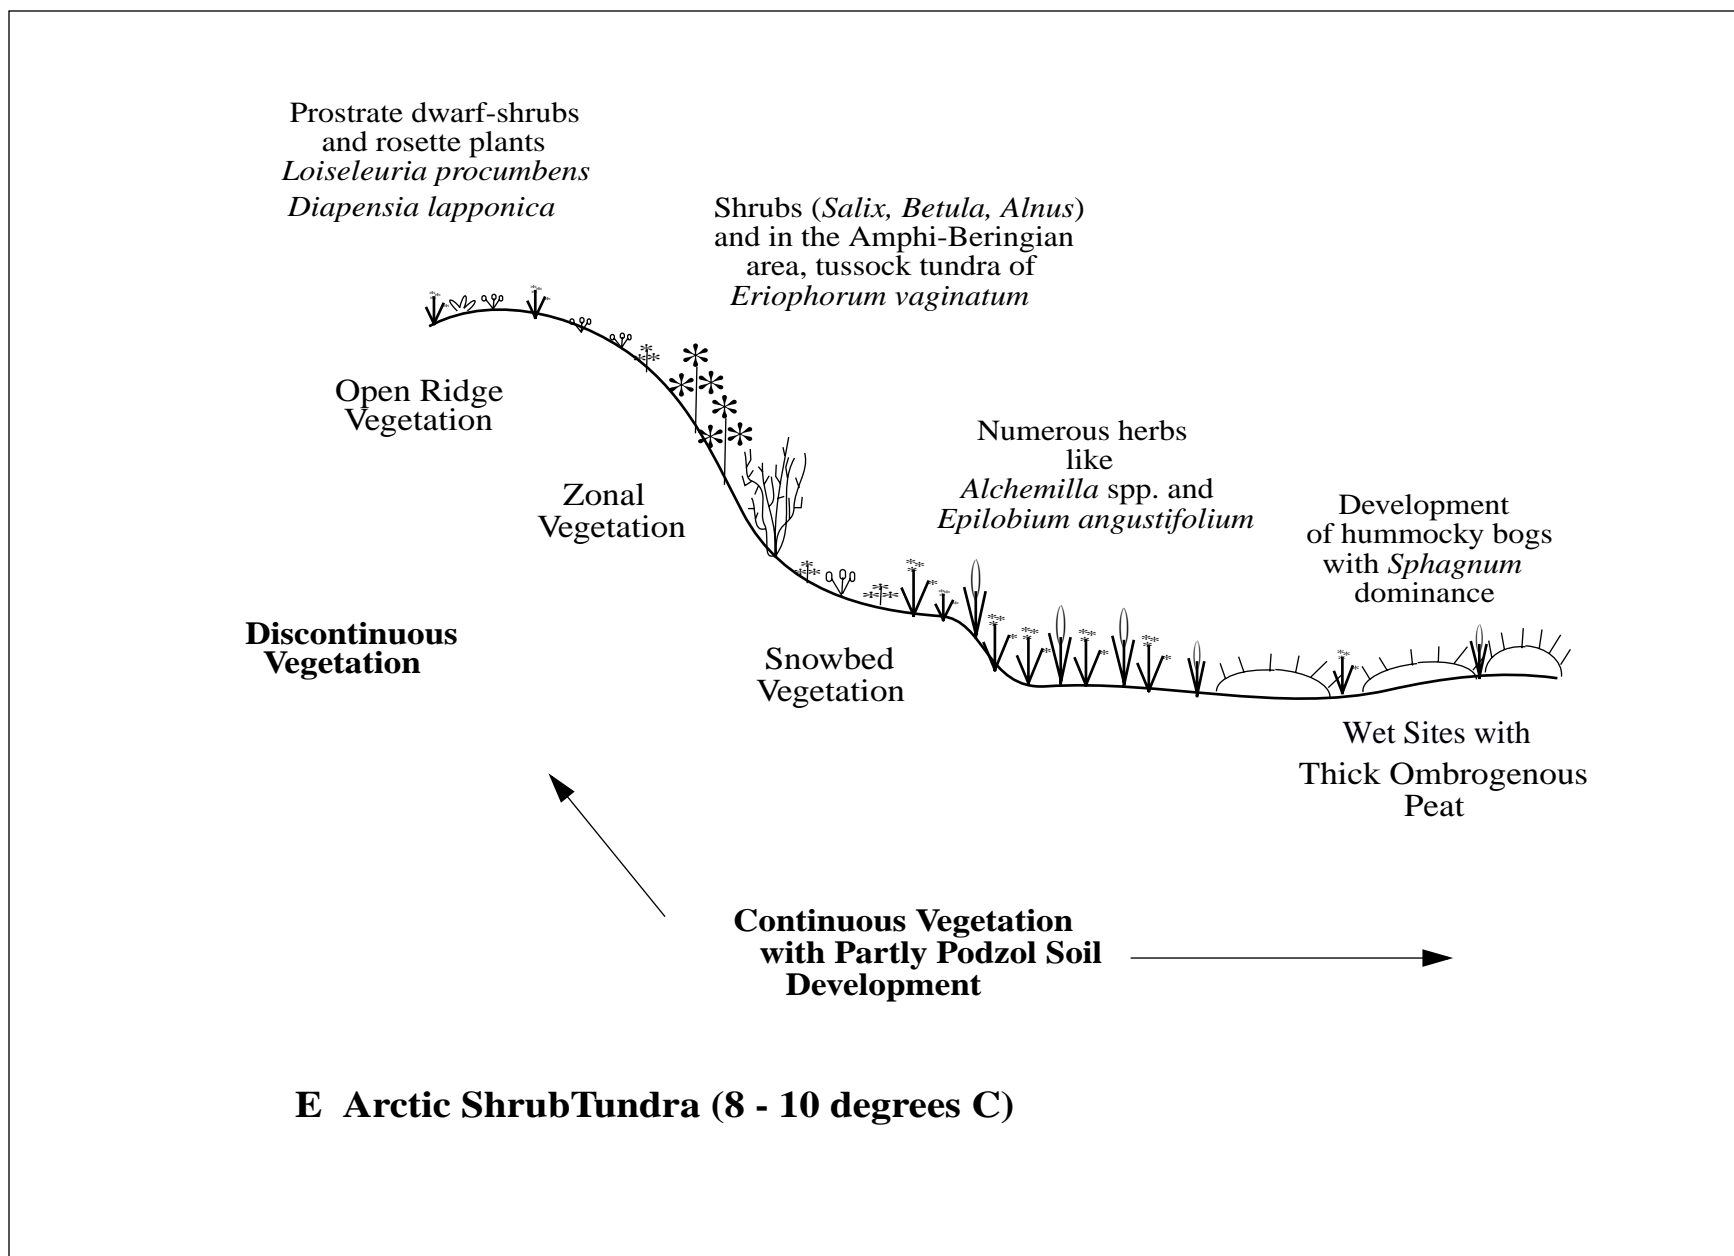 Prostrate dwarf-shrubs
and rosette plants
Loiseleuria procumbens
Diapensia lapponica
Shrubs (Salix, Betula, Alnus)
and in the Amphi-Beringian
area, tussock tundra of
Eriophorum vaginatum
Open Ridge
Vegetation
Zonal
Vegetation
Numerous herbs
like
Alchemilla spp. and
Epilobium angustifolium
Development
of hummocky bogs
with Sphagnum
dominance
Discontinuous
Vegetation
Snowbed
Vegetation
Wet Sites with
Thick Ombrogenous
Peat
Continuous Vegetation
with Partly Podzol Soil
Development
E Arctic ShrubTundra (8 - 10 degrees C)